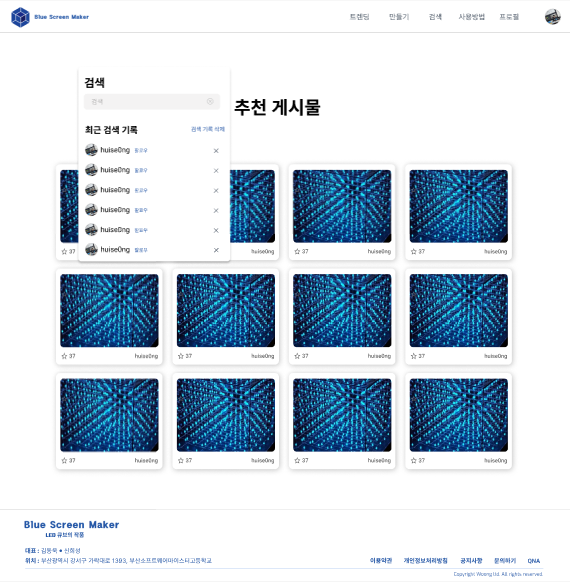 Blue Screen Maker
트렌딩 만들기 검색 사용방법 프로필
검색
검색
추천 게시물
최근 검색 기록 검색 기록 삭제
huise0ng 팔로우
huise0ng 팔로우
huise0ng 팔로우
huise0ng 팔로우
huise0ng 팔로우
huise0ng 팔로우
37 huise0ng 37 huise0ng 37 huise0ng
37 huise0ng 37 huise0ng 37 huise0ng 37 huise0ng
37 huise0ng 37 huise0ng 37 huise0ng 37 huise0ng
Blue Screen Maker
LED 큐브의 작품
대표 : 김동욱 • 신희성
위치 : 부산광역시 강서구 가락대로 1393, 부산소프트웨어마이스터고등학교
이용약관 개인정보처리방침 공지사항 문의하기 QNA
Copyright Woong ltd. All rights reserved.